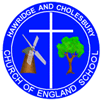 HAWRIDGE AND CHOLESBURY
CHURCH OF ENGLAND SCHOOL